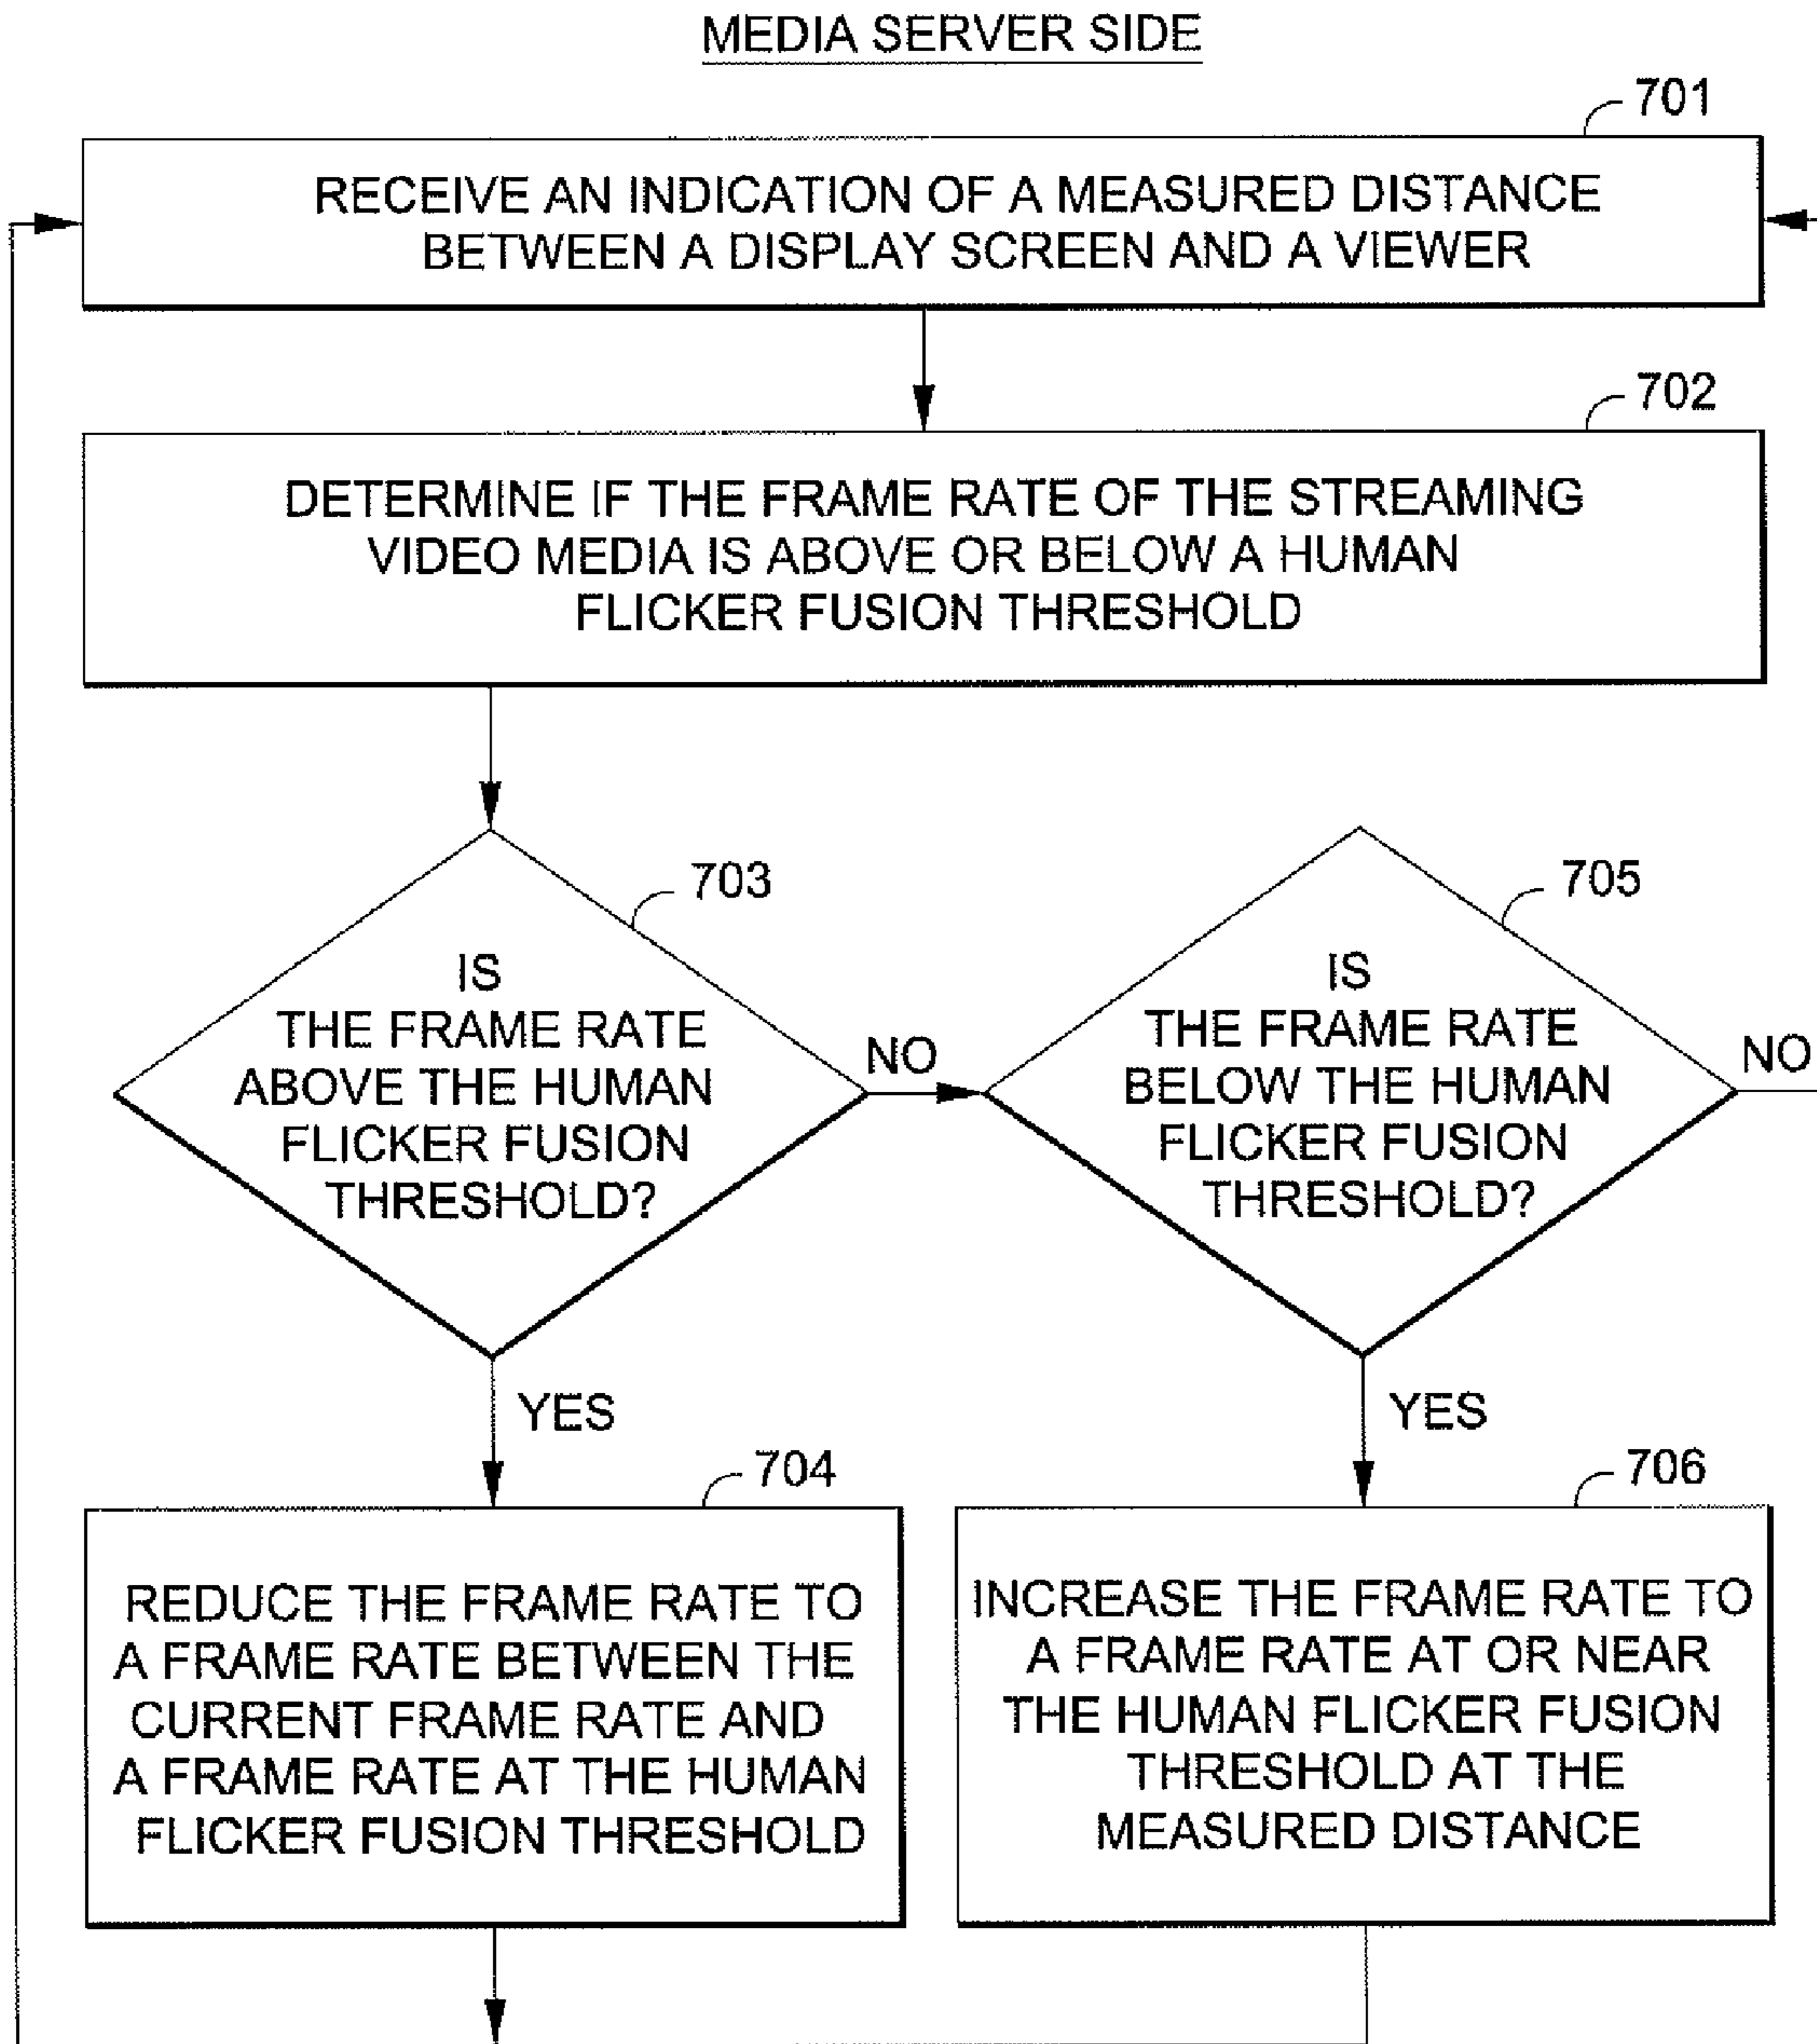 MEDIA SERVER SIDE
701
RECEIVE AN INDICATION OF A MEASURED DISTANCE
BETWEEN A DISPLAY SCREEN AND A VIEWER
702
DETERMINE IF THE FRAME RATE OF THE STREAMING
VIDEO MEDIA IS ABOVE OR BELOW A HUMAN
FLICKER FUSION THRESHOLD
703
IS
THE FRAME RATE
ABOVE THE HUMAN
FLICKER FUSION
THRESHOLD?
NO
705
IS
THE FRAME RATE
BELOW THE HUMAN
FLICKER FUSION
THRESHOLD?
NO
YES
704
REDUCE THE FRAME RATE TO
A FRAME RATE BETWEEN THE
CURRENT FRAME RATE AND
A FRAME RATE AT THE HUMAN
FLICKER FUSION THRESHOLD
YES
706
INCREASE THE FRAME RATE TO
A FRAME RATE AT OR NEAR
THE HUMAN FLICKER FUSION
THRESHOLD AT THE
MEASURED DISTANCE